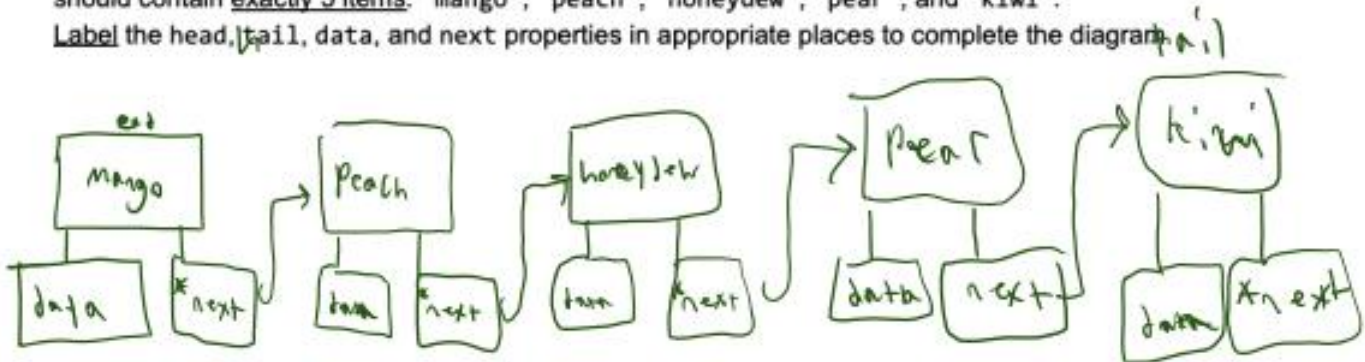 should contain exactly 5 items: "mango", "peach", "honeydew", "pear", and "kiwi".
Label the head, tail, data, and next properties in appropriate places to complete the diagram.
tail
mango
peach
honeydew
pear
kiwi
data
*next
data
*next
data
*next
data
next
data
*next